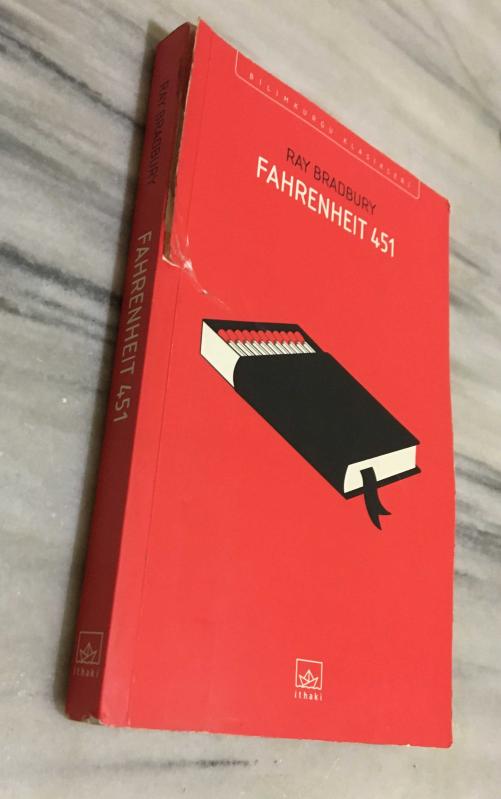 BİLİMKURGU KLASİKLERİ
RAY BRADBURY
FAHRENHEIT 451
ithaki
RAY BRADBURY
FAHRENHEIT 451
ithaki